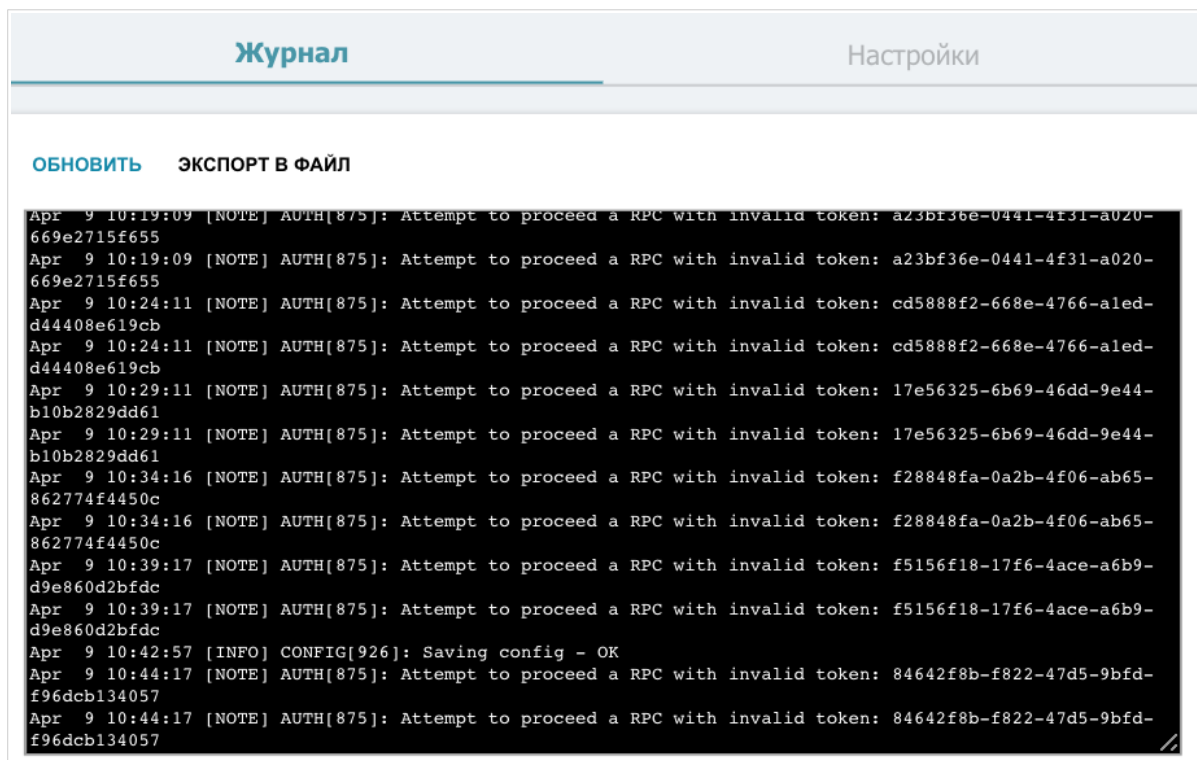 Журнал
Настройки
ОБНОВИТЬ
ЭКСПОРТ В ФАЙЛ
Apr  9 10:19:09 [NOTE] AUTH[875]: Attempt to proceed a RPC with invalid token: a23bf36e-0441-4f31-a020-
669e2715f655
Apr  9 10:19:09 [NOTE] AUTH[875]: Attempt to proceed a RPC with invalid token: a23bf36e-0441-4f31-a020-
669e2715f655
Apr  9 10:24:11 [NOTE] AUTH[875]: Attempt to proceed a RPC with invalid token: cd5888f2-668e-4766-a1ed-
d44408e619cb
Apr  9 10:24:11 [NOTE] AUTH[875]: Attempt to proceed a RPC with invalid token: cd5888f2-668e-4766-a1ed-
d44408e619cb
Apr  9 10:29:11 [NOTE] AUTH[875]: Attempt to proceed a RPC with invalid token: 17e56325-6b69-46dd-9e44-
b10b2829dd61
Apr  9 10:29:11 [NOTE] AUTH[875]: Attempt to proceed a RPC with invalid token: 17e56325-6b69-46dd-9e44-
b10b2829dd61
Apr  9 10:34:16 [NOTE] AUTH[875]: Attempt to proceed a RPC with invalid token: f28848fa-0a2b-4f06-ab65-
862774f4450c
Apr  9 10:34:16 [NOTE] AUTH[875]: Attempt to proceed a RPC with invalid token: f28848fa-0a2b-4f06-ab65-
862774f4450c
Apr  9 10:39:17 [NOTE] AUTH[875]: Attempt to proceed a RPC with invalid token: f5156f18-17f6-4ace-a6b9-
d9e860d2bfdc
Apr  9 10:39:17 [NOTE] AUTH[875]: Attempt to proceed a RPC with invalid token: f5156f18-17f6-4ace-a6b9-
d9e860d2bfdc
Apr  9 10:42:57 [INFO] CONFIG[926]: Saving config - OK
Apr  9 10:44:17 [NOTE] AUTH[875]: Attempt to proceed a RPC with invalid token: 84642f8b-f822-47d5-9bfd-
f96dcb134057
Apr  9 10:44:17 [NOTE] AUTH[875]: Attempt to proceed a RPC with invalid token: 84642f8b-f822-47d5-9bfd-
f96dcb134057